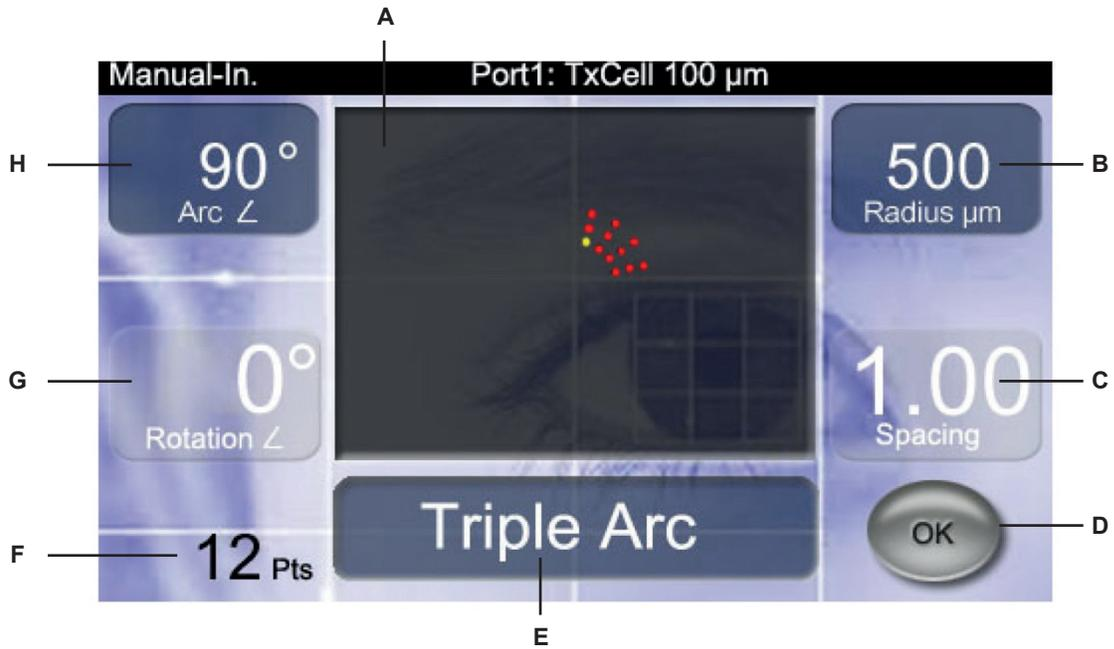 A
Manual-In. Port1: TxCell 100 µm
H
90°
Arc ∠
500
Radius µm
B
G
0°
Rotation ∠
1.00
Spacing
C
F
12 Pts
Triple Arc
OK
D
E